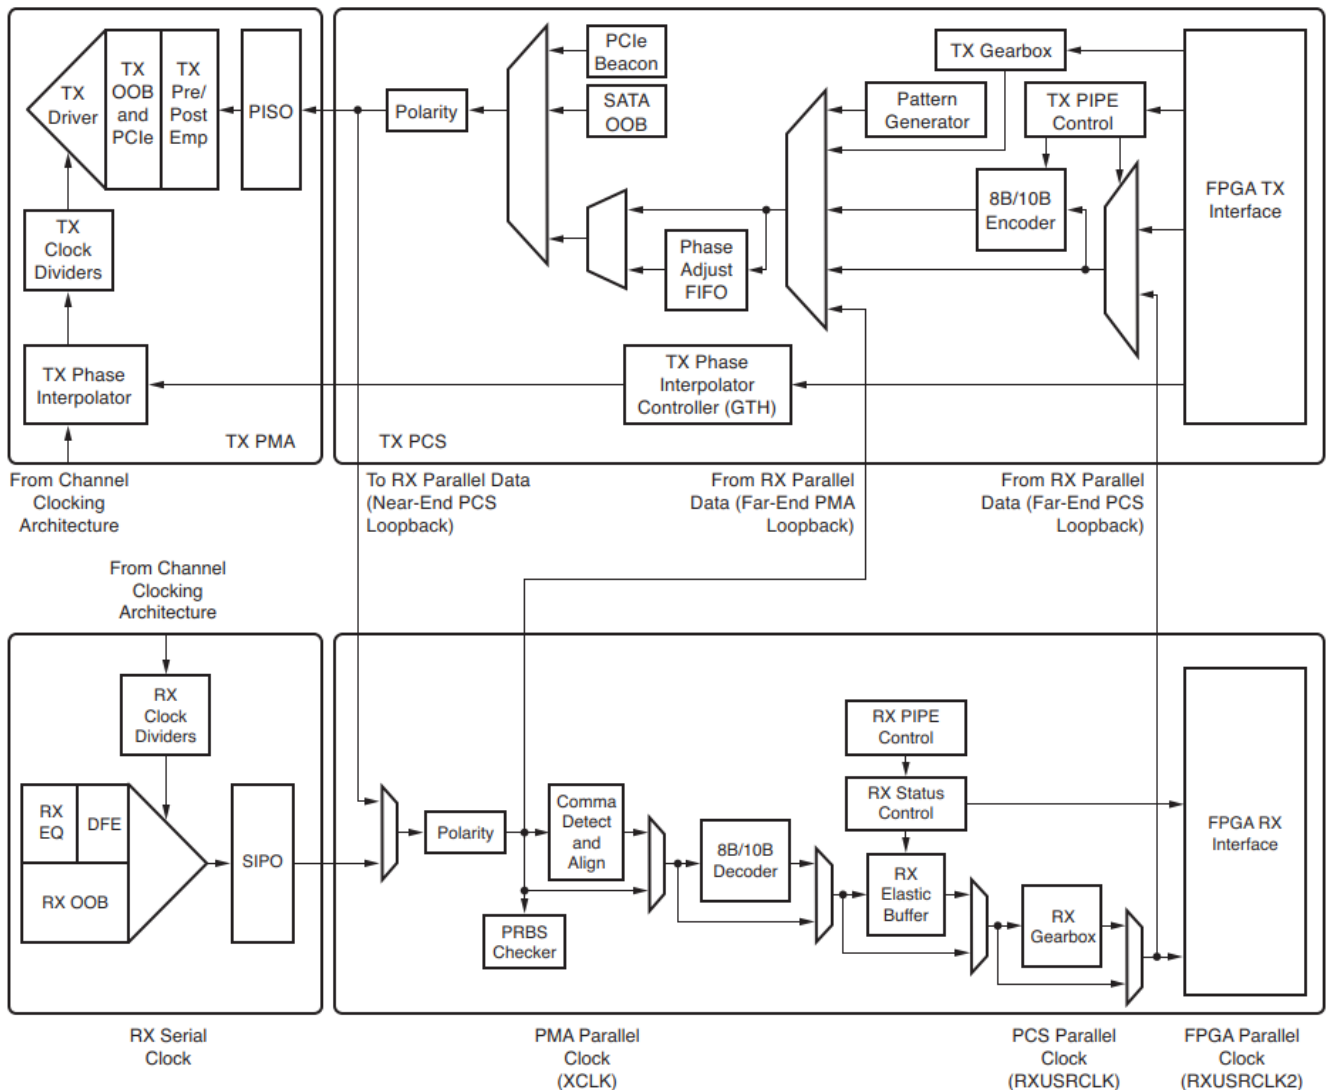 TX
Driver
TX
OOB
and
PCIe
TX
Pre/
Post
Emp
PISO
Polarity
PCIe
Beacon
SATA
OOB
Pattern
Generator
TX Gearbox
TX PIPE
Control
FPGA TX
Interface
8B/10B
Encoder
Phase
Adjust
FIFO
TX
Clock
Dividers
TX Phase
Interpolator
TX Phase
Interpolator
Controller (GTH)
TX PMA
TX PCS
From Channel
Clocking
Architecture
To RX Parallel Data
(Near-End PCS
Loopback)
From RX Parallel
Data (Far-End PMA
Loopback)
From RX Parallel
Data (Far-End PCS
Loopback)
From Channel
Clocking
Architecture
RX
Clock
Dividers
RX
EQ
DFE
RX OOB
SIPO
Polarity
Comma
Detect
and
Align
PRBS
Checker
8B/10B
Decoder
RX PIPE
Control
RX Status
Control
RX
Elastic
Buffer
RX
Gearbox
FPGA RX
Interface
RX Serial
Clock
PMA Parallel
Clock
(XCLK)
PCS Parallel
Clock
(RXUSRCLK)
FPGA Parallel
Clock
(RXUSRCLK2)